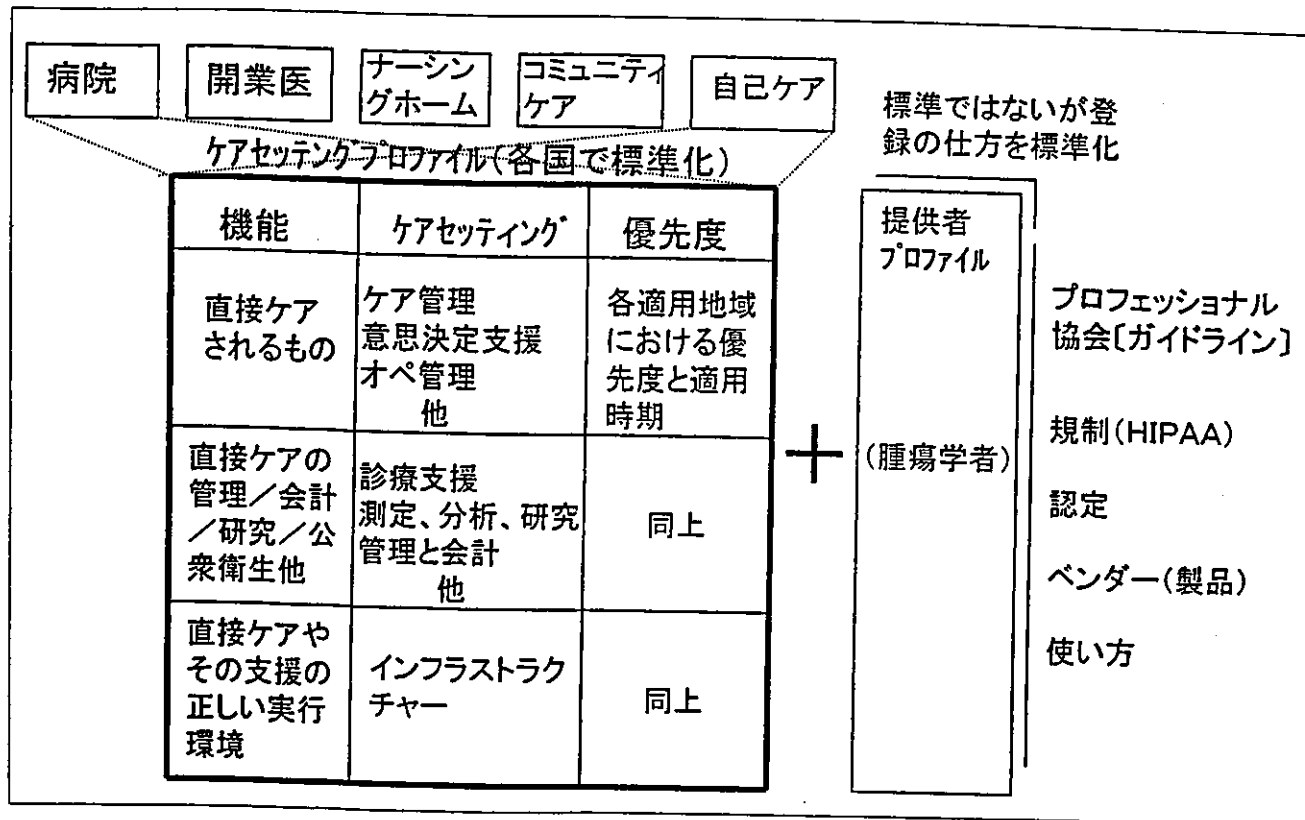 病院
開業医
ナーシン
グホーム
コミュニティ
ケア
自己ケア
標準ではないが登
録の仕方を標準化
ケアセッテングプロファイル(各国で標準化)
機能
ケアセッティング
優先度
直接ケア
されるもの
ケア管理
意思決定支援
オペ管理
他
各適用地域
における優
先度と適用
時期
直接ケアの
管理/会計
/研究/公
衆衛生他
診療支援
測定、分析、研究
管理と会計
他
同上
直接ケアや
その支援の
正しい実行
環境
インフラストラク
チャー
同上
+
提供者
プロファイル
(腫瘍学者)
プロフェッショナル
協会〔ガイドライン〕
規制(HIPAA)
認定
ベンダー(製品)
使い方